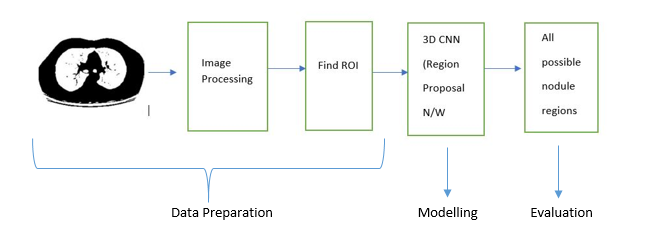 Image
Processing
Find ROI
3D CNN
(Region
Proposal
N/W
All
possible
nodule
regions
Data Preparation
Modelling
Evaluation